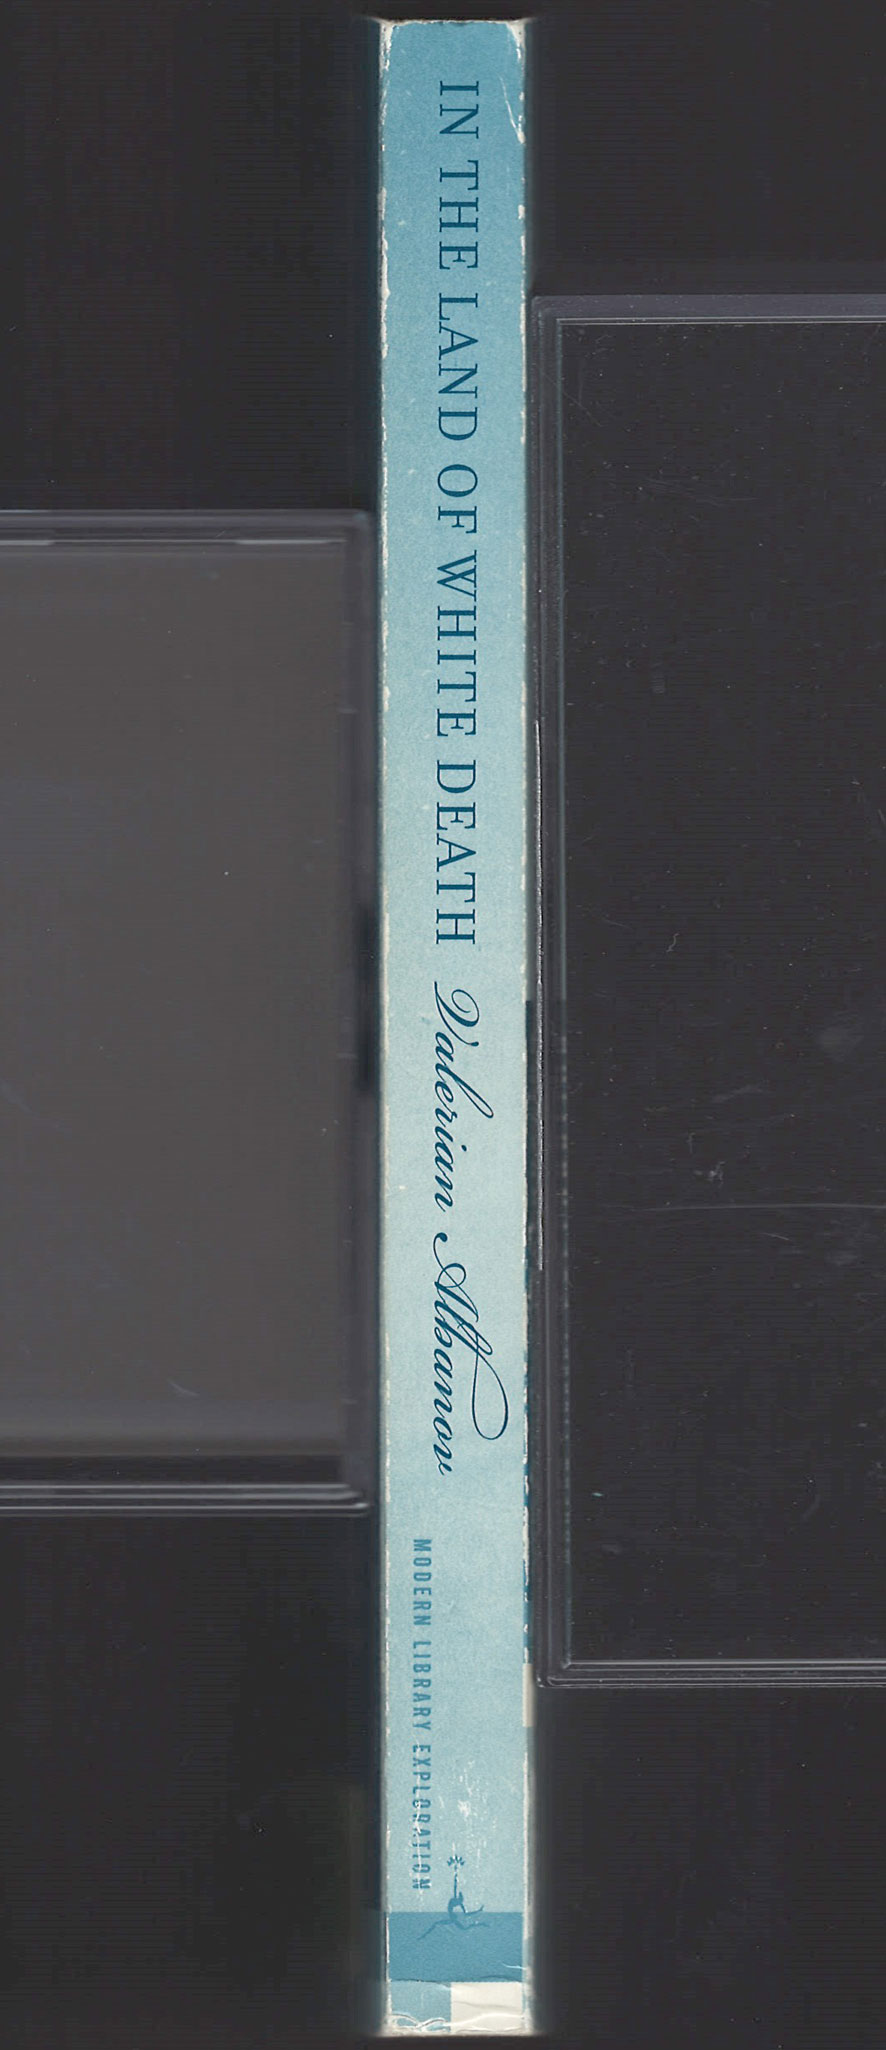 IN THE LAND OF WHITE DEATH Valerian Albanov
MODERN LIBRARY EXPLORATION